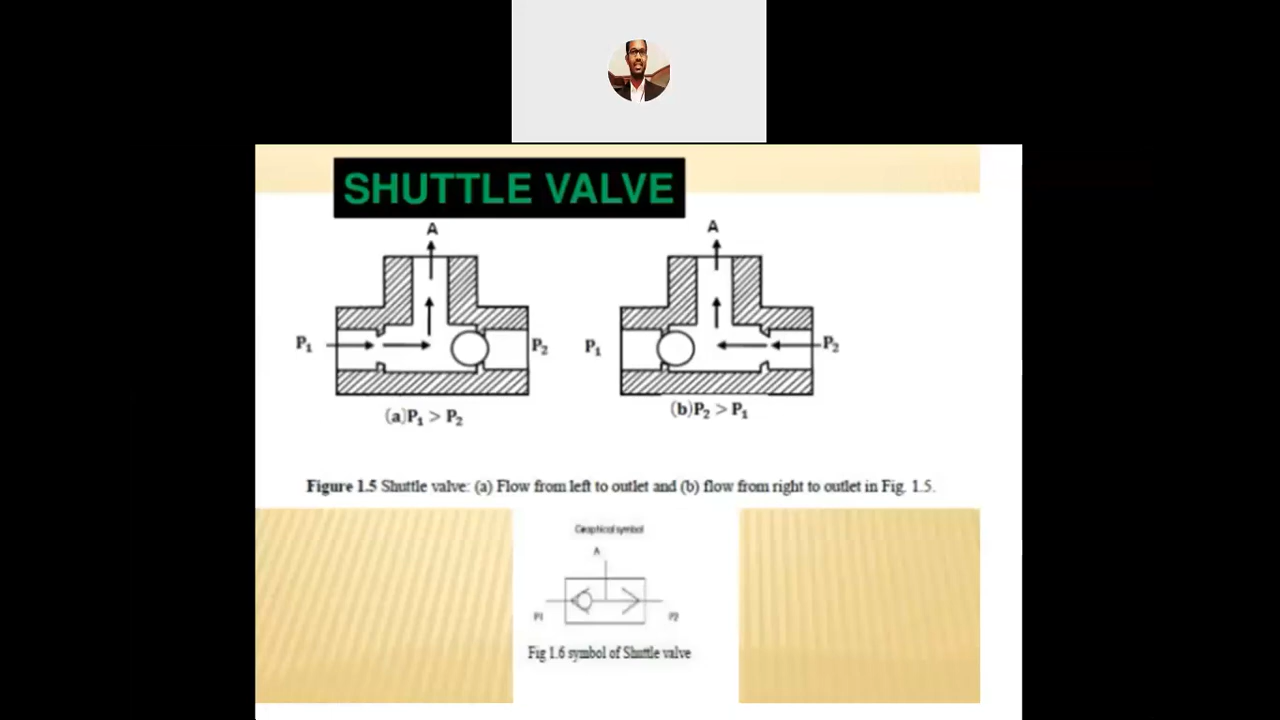 SHUTTLE VALVE
A
A
P₁
P₂
P₁
P₂
(a)P₁ > P₂
(b)P₂ > P₁
Figure 1.5 Shuttle valve: (a) Flow from left to outlet and (b) flow from right to outlet in Fig. 1.5.
Graphical symbol
A
P1
P2
Fig 1.6 symbol of Shuttle valve